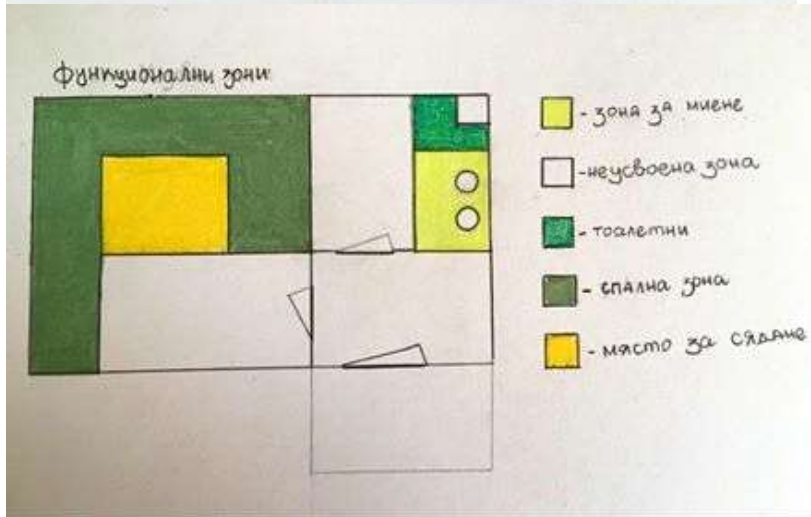 функционални зони
- зона за миене
- неусвоена зона
- тоалетни
- спална зона
- място за сядане